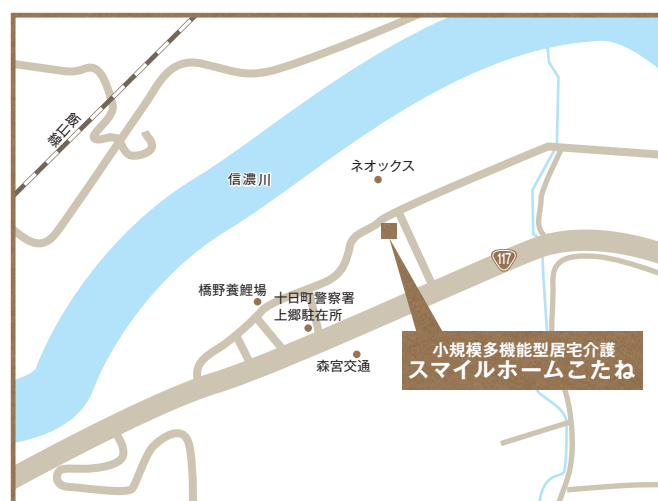 飯山線
信濃川
ネオックス
117
橋野養鯉場
十日町警察署
上郷駐在所
森宮交通
小規模多機能型居宅介護
スマイルホームこたね